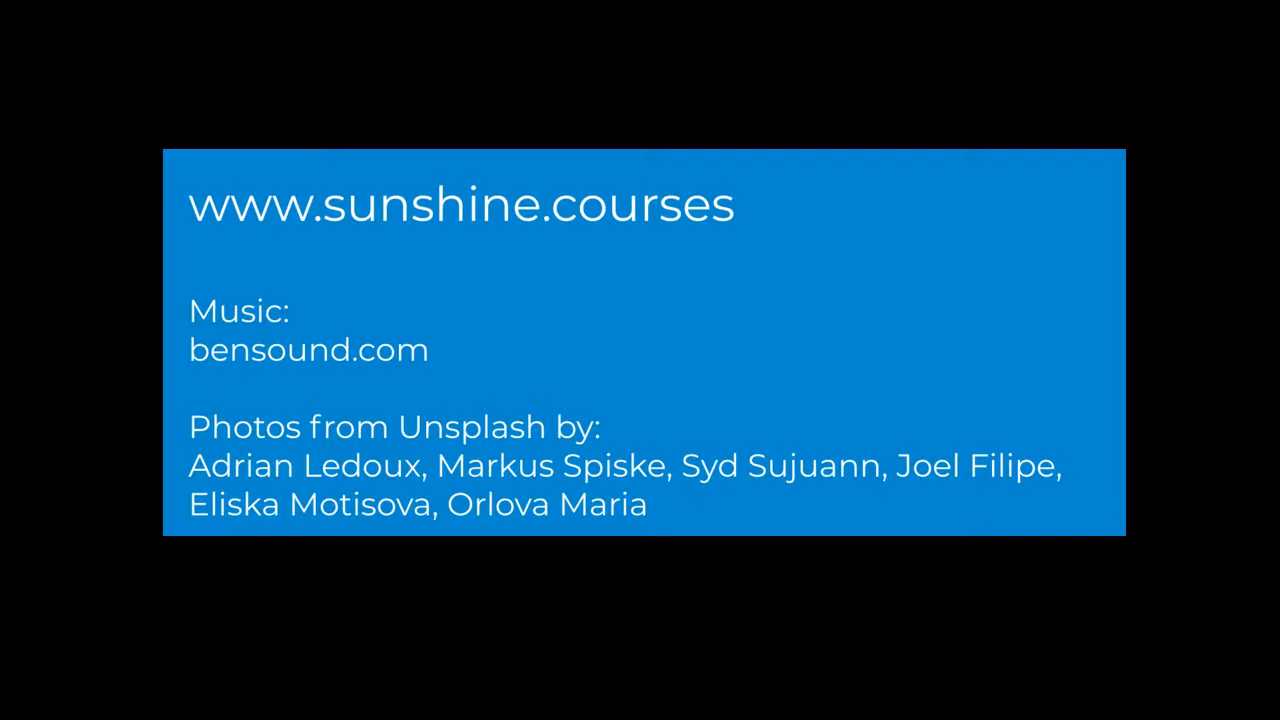 www.sunshine.courses
Music:
bensound.com
Photos from Unsplash by:
Adrian Ledoux, Markus Spiske, Syd Sujuann, Joel Filipe,
Eliska Motisova, Orlova Maria